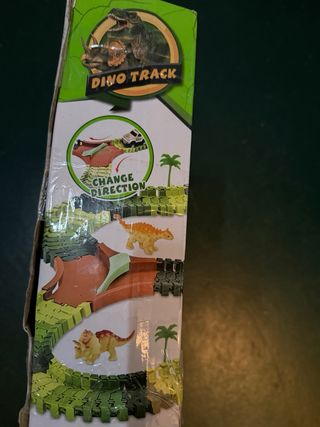 DINO TRACK
CHANGE
DIRECTION